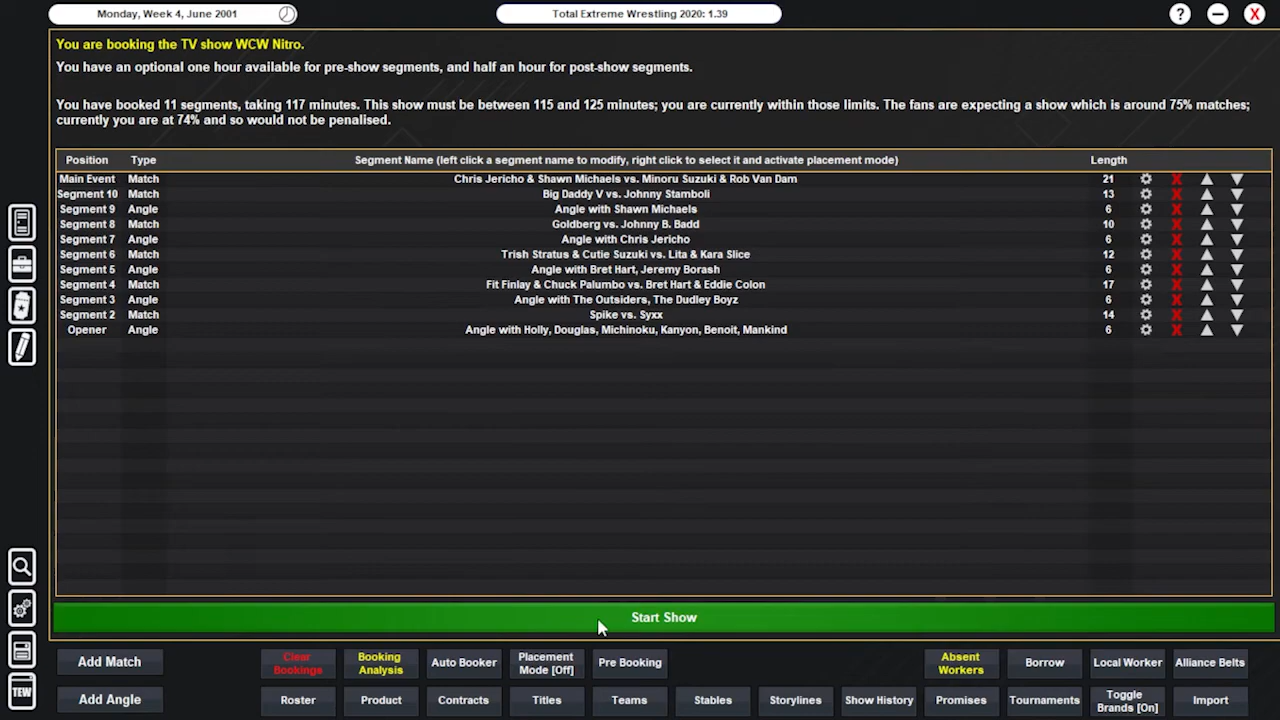 Monday, Week 4, June 2001
Total Extreme Wrestling 2020: 1.39
?
X
You are booking the TV show WCW Nitro.
You have an optional one hour available for pre-show segments, and half an hour for post-show segments.
You have booked 11 segments, taking 117 minutes. This show must be between 115 and 125 minutes; you are currently within those limits. The fans are expecting a show which is around 75% matches;
currently you are at 74% and so would not be penalised.
Position Type Segment Name (left click a segment name to modify, right click to select it and activate placement mode) Length
Main Event Match Chris Jericho & Shawn Michaels vs. Minoru Suzuki & Rob Van Dam 21 X
Segment 10 Match Big Daddy V vs. Johnny Stamboli 13 X
Segment 9 Angle Angle with Shawn Michaels 6 X
Segment 8 Match Goldberg vs. Johnny B. Badd 10 X
Segment 7 Angle Angle with Chris Jericho 6 X
Segment 6 Match Trish Stratus & Cutie Suzuki vs. Lita & Kara Slice 12 X
Segment 5 Angle Angle with Bret Hart, Jeremy Borash 6 X
Segment 4 Match Fit Finlay & Chuck Palumbo vs. Bret Hart & Eddie Colon 17 X
Segment 3 Angle Angle with The Outsiders, The Dudley Boyz 6 X
Segment 2 Match Spike vs. Syxx 14 X
Opener Angle Angle with Holly, Douglas, Michinoku, Kanyon, Benoit, Mankind 6 X
Start Show
Add Match
Clear Bookings
Booking Analysis
Auto Booker
Placement Mode [Off]
Pre Booking
Absent Workers
Borrow
Local Worker
Alliance Belts
TEW
Add Angle
Roster
Product
Contracts
Titles
Teams
Stables
Storylines
Show History
Promises
Tournaments
Toggle Brands [On]
Import